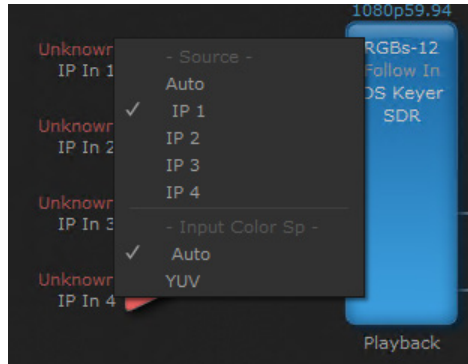 1080p59.94
Unknown
IP In 1
Unknown
IP In 2
Unknown
IP In 3
Unknown
IP In 4
- Source -
Auto
✓ IP 1
IP 2
IP 3
IP 4
- Input Color Sp -
✓ Auto
YUV
RGBs-12
Follow In
DS Keyer
SDR
Playback